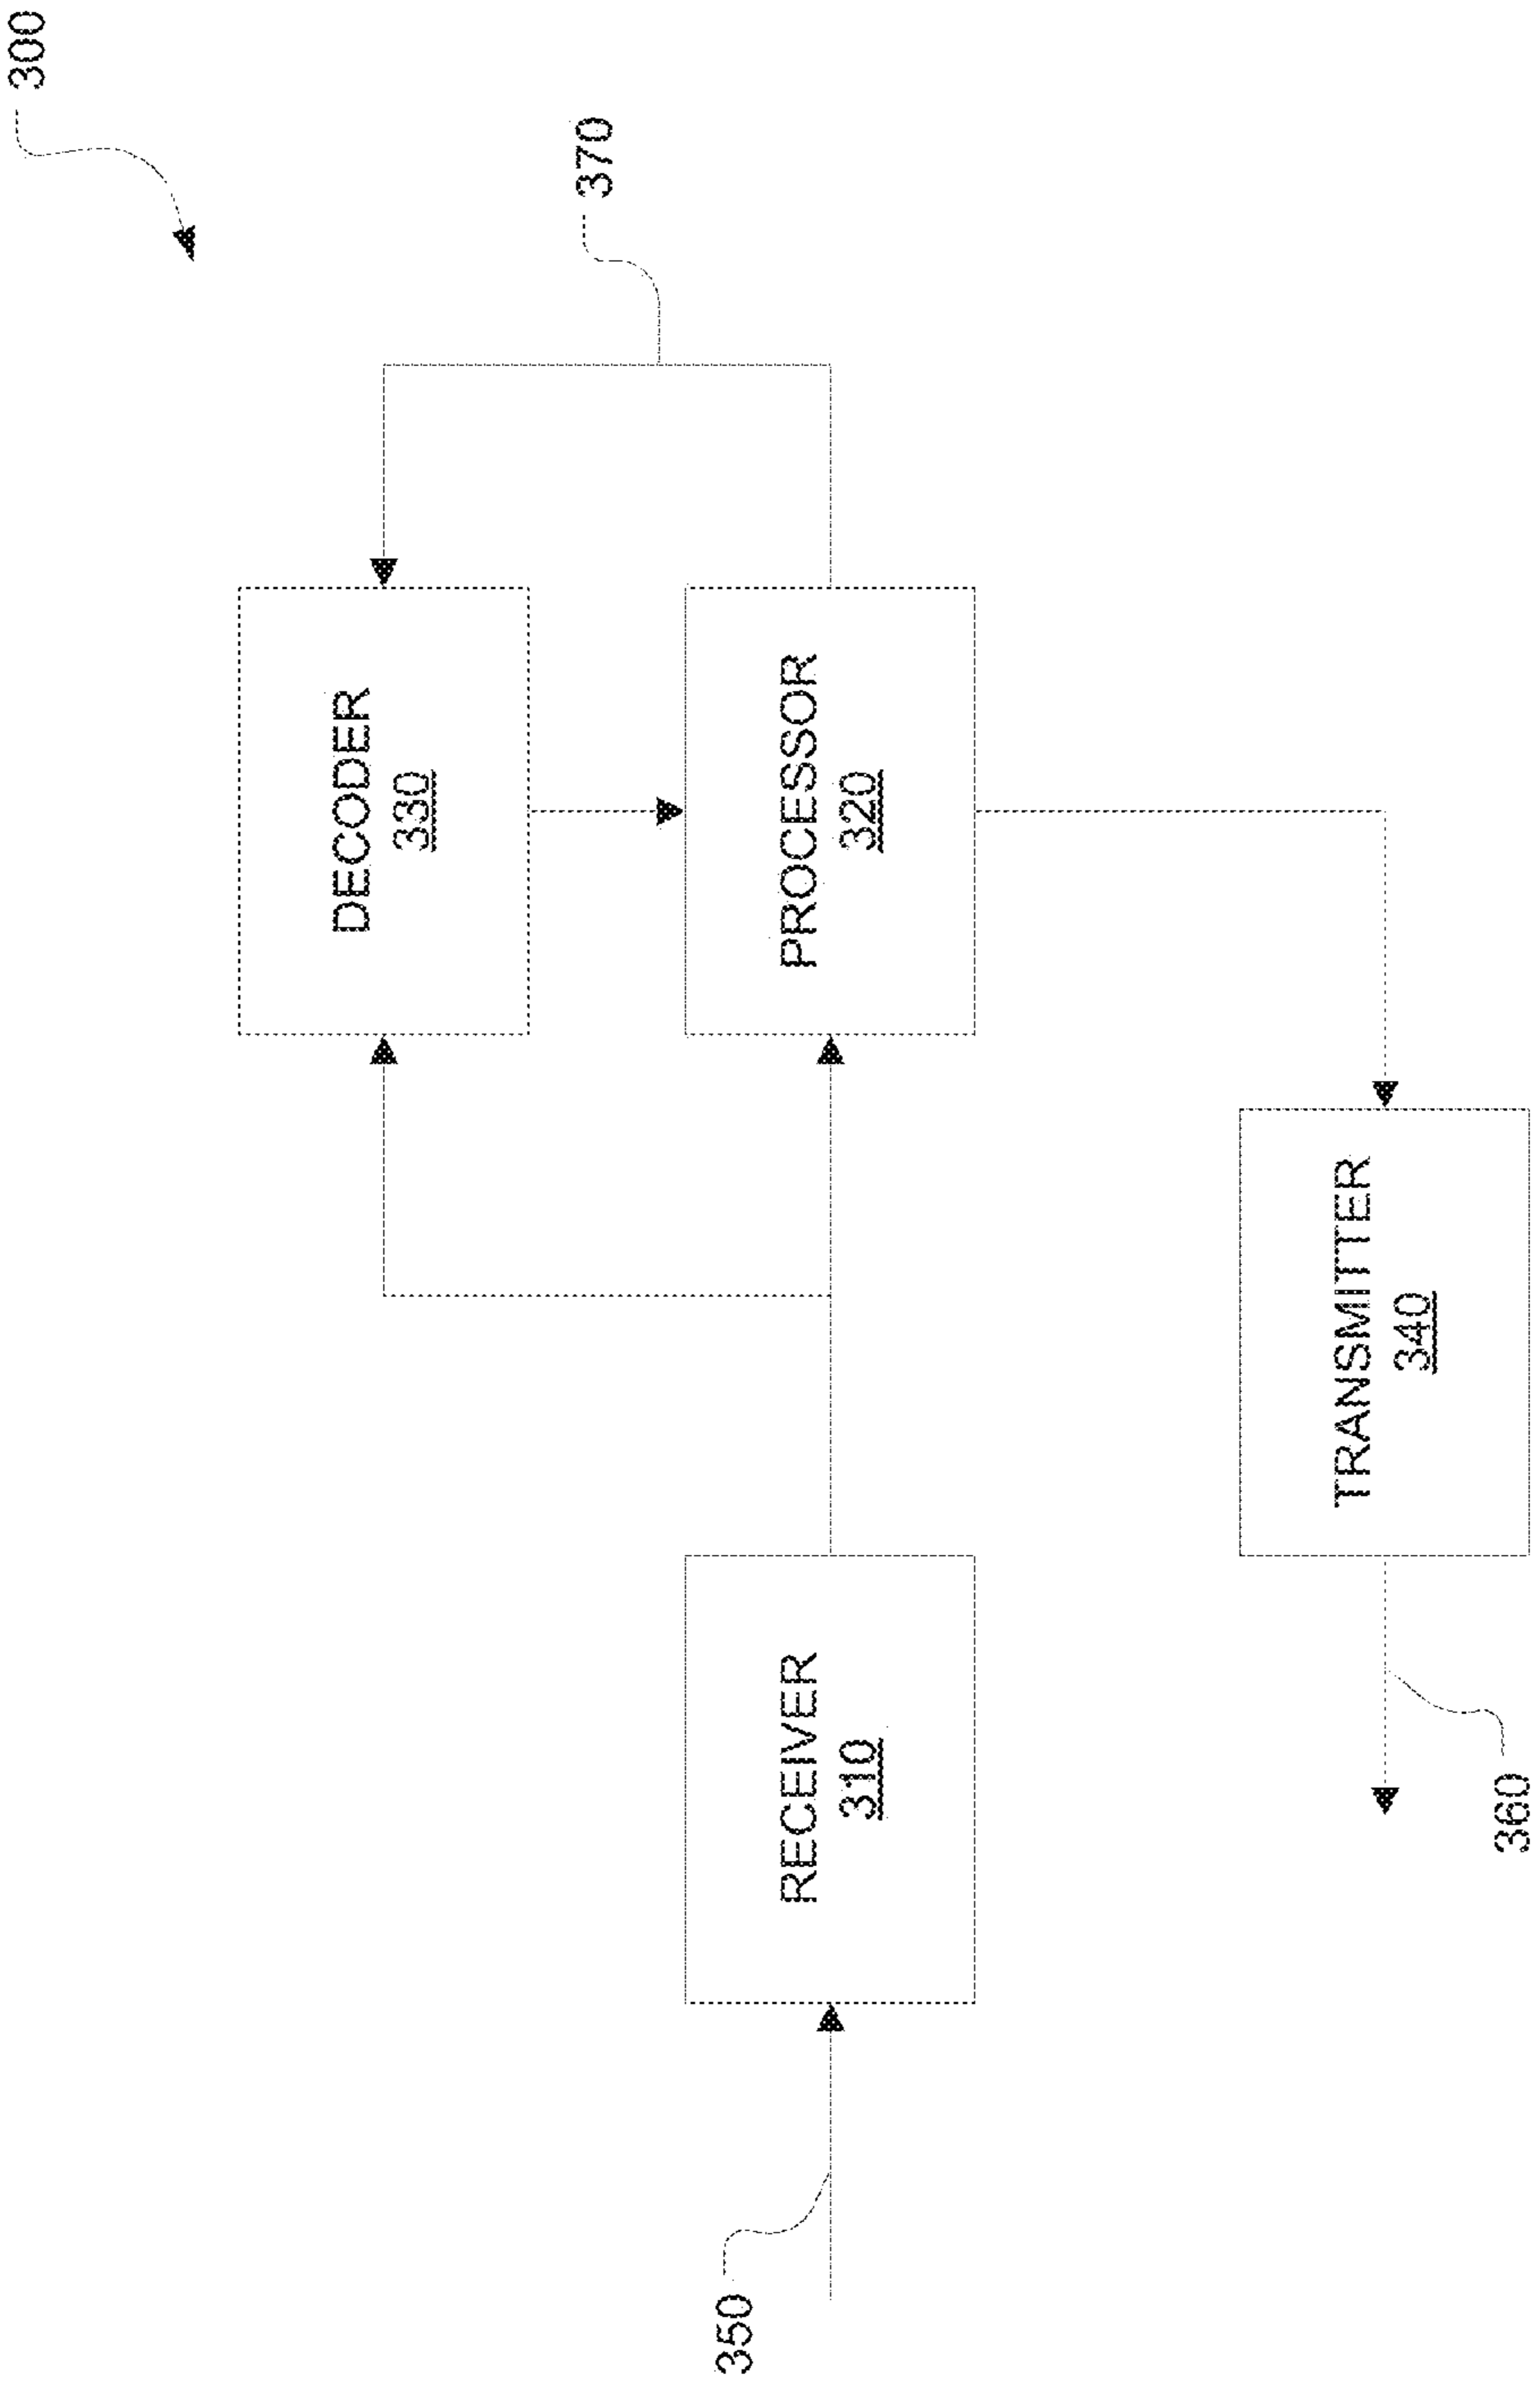 300
370
DECODER
330
350
RECEIVER
310
PROCESSOR
320
TRANSMITTER
340
360